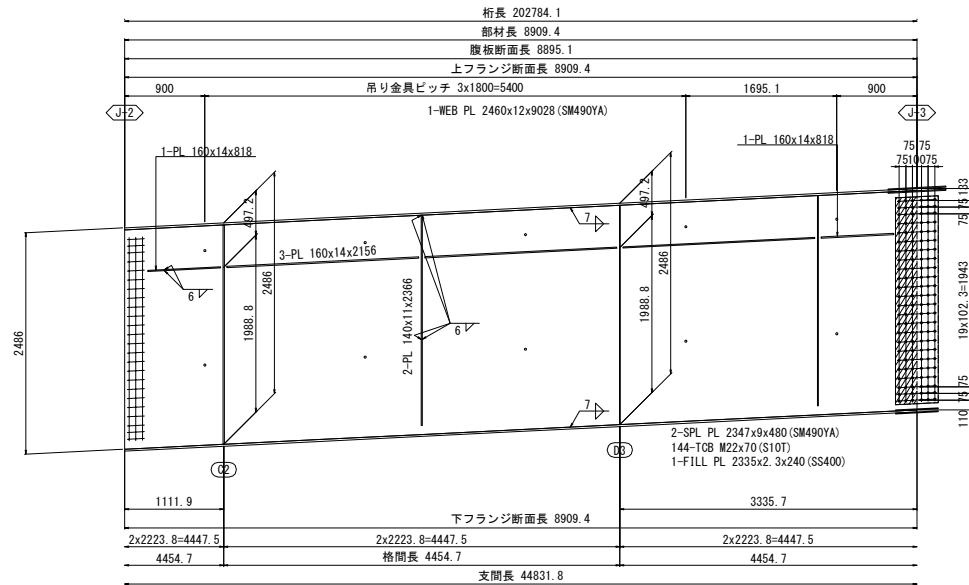 桁長 202784.1
部材長 8909.4
腹板断面長 8895.1
上フランジ断面長 8909.4
900
吊り金具ピッチ 3x1800=5400
1695.1
900
J-2
1-WEB PL 2460x12x9028(SM490YA)
J-3
1-PL 160x14x818
1-PL 160x14x818
75 75
75 100 75
133
75 75
497.2
497.2
7
3-PL 160x14x2156
2486
2486
6
2486
1988.8
2-PL 140x11x2366
6
1988.8
19x102.3=1943
7
75 75
110
2-SPL PL 2347x9x480(SM490YA)
144-TCB M22x70(S10T)
1-FILL PL 2335x2.3x240(SS400)
C2
D3
1111.9
3335.7
下フランジ断面長 8909.4
2x2223.8=4447.5
2x2223.8=4447.5
2x2223.8=4447.5
4454.7
格間長 4454.7
4454.7
支間長 44831.8